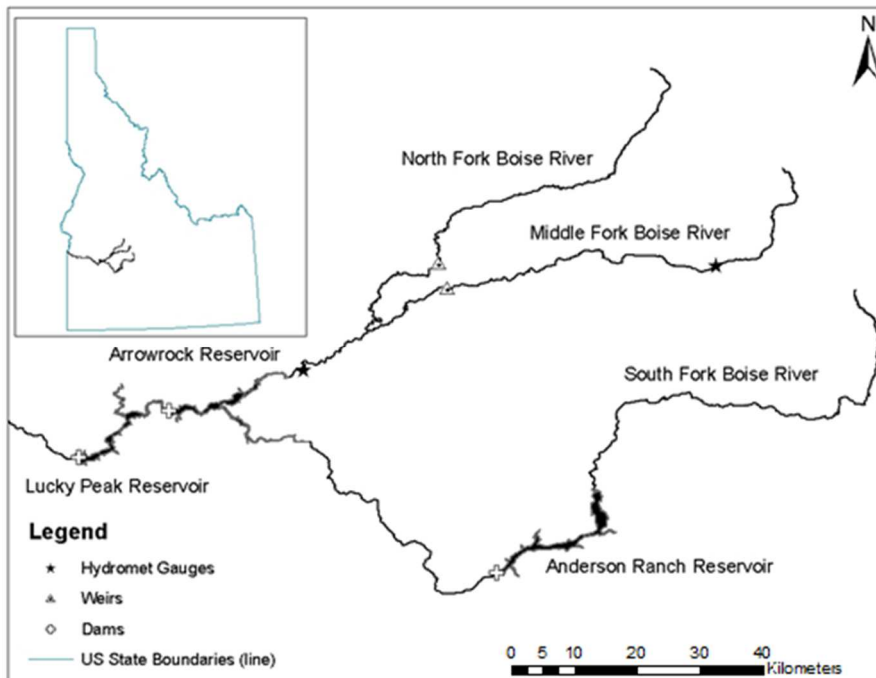 N
North Fork Boise River
Middle Fork Boise River
Arrowrock Reservoir
South Fork Boise River
Lucky Peak Reservoir
Legend
Hydromet Gauges
Weirs
Dams
US State Boundaries (line)
Anderson Ranch Reservoir
0 5 10 20 30 40
Kilometers